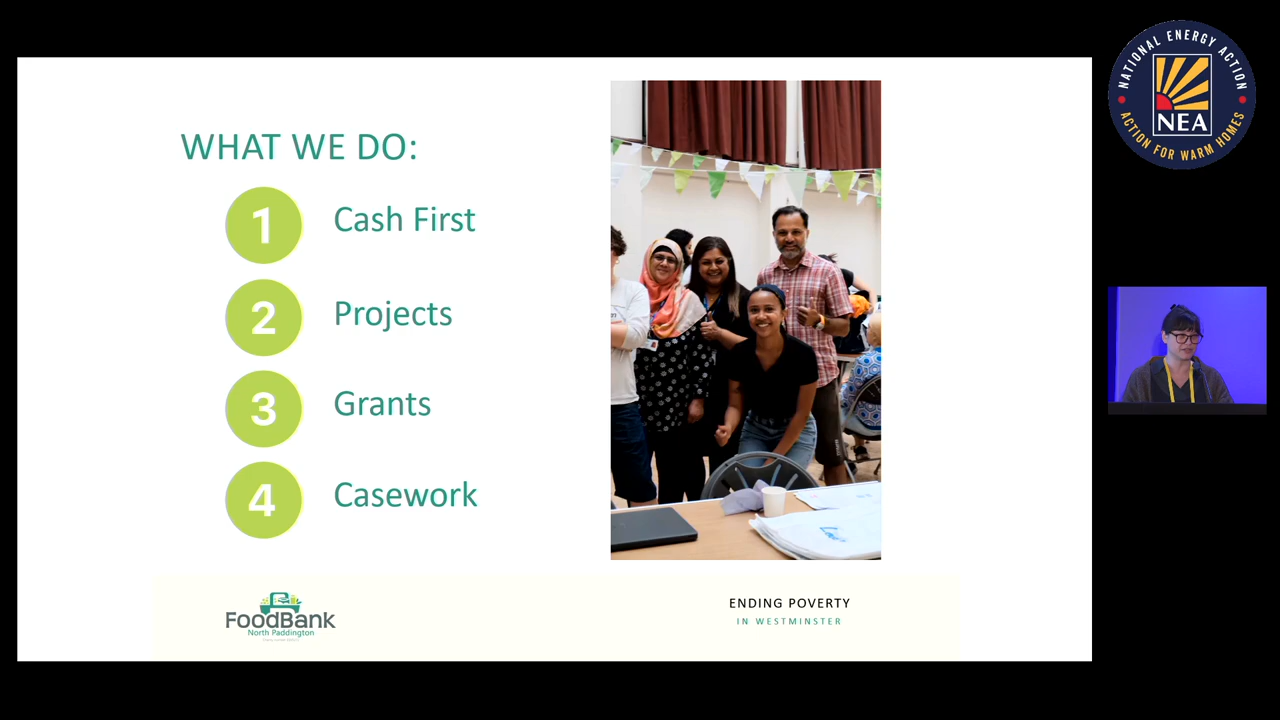 WHAT WE DO:
1 Cash First
2 Projects
3 Grants
4 Casework
FoodBank
North Paddington
ENDING POVERTY
IN WESTMINSTER
NATIONAL ENERGY ACTION
NEA
ACTION FOR WARM HOMES